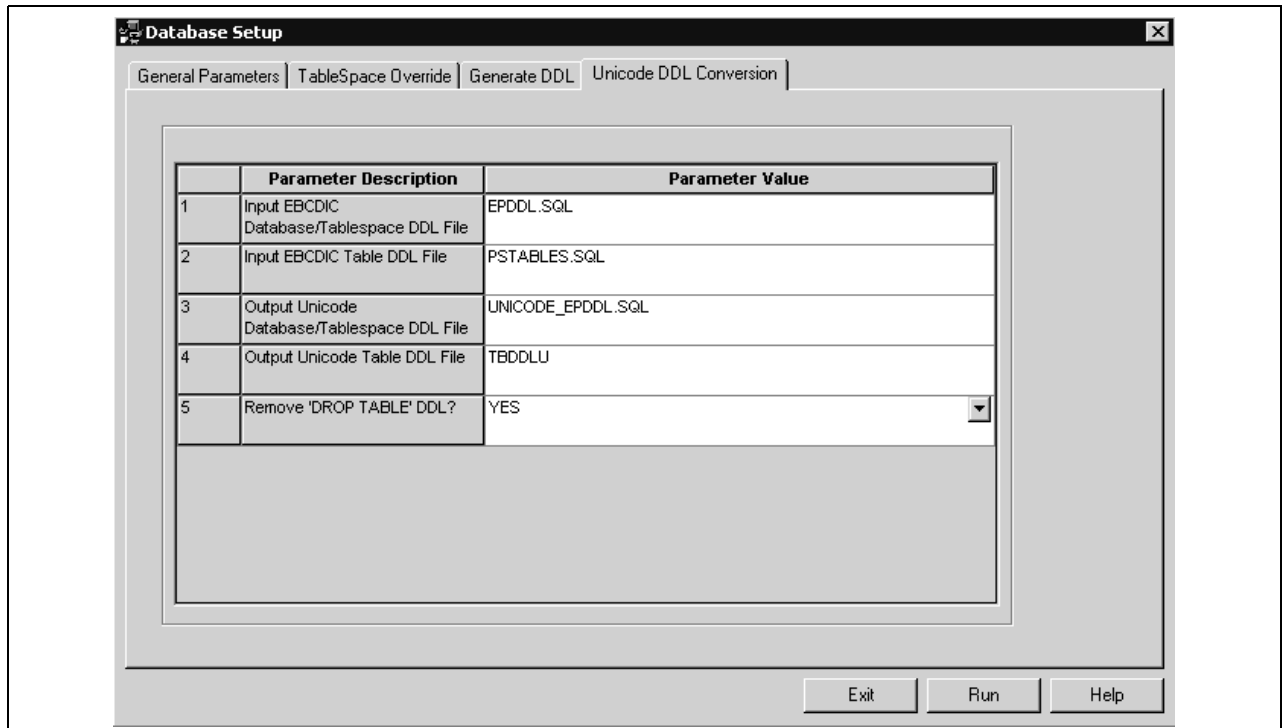 Database Setup
General Parameters TableSpace Override Generate DDL Unicode DDL Conversion
Parameter Description Parameter Value
1 Input EBCDIC Database/Tablespace DDL File EPDDL.SQL
2 Input EBCDIC Table DDL File PSTABLES.SQL
3 Output Unicode Database/Tablespace DDL File UNICODE_EPDDL.SQL
4 Output Unicode Table DDL File TBDDLU
5 Remove 'DROP TABLE' DDL? YES
Exit Run Help